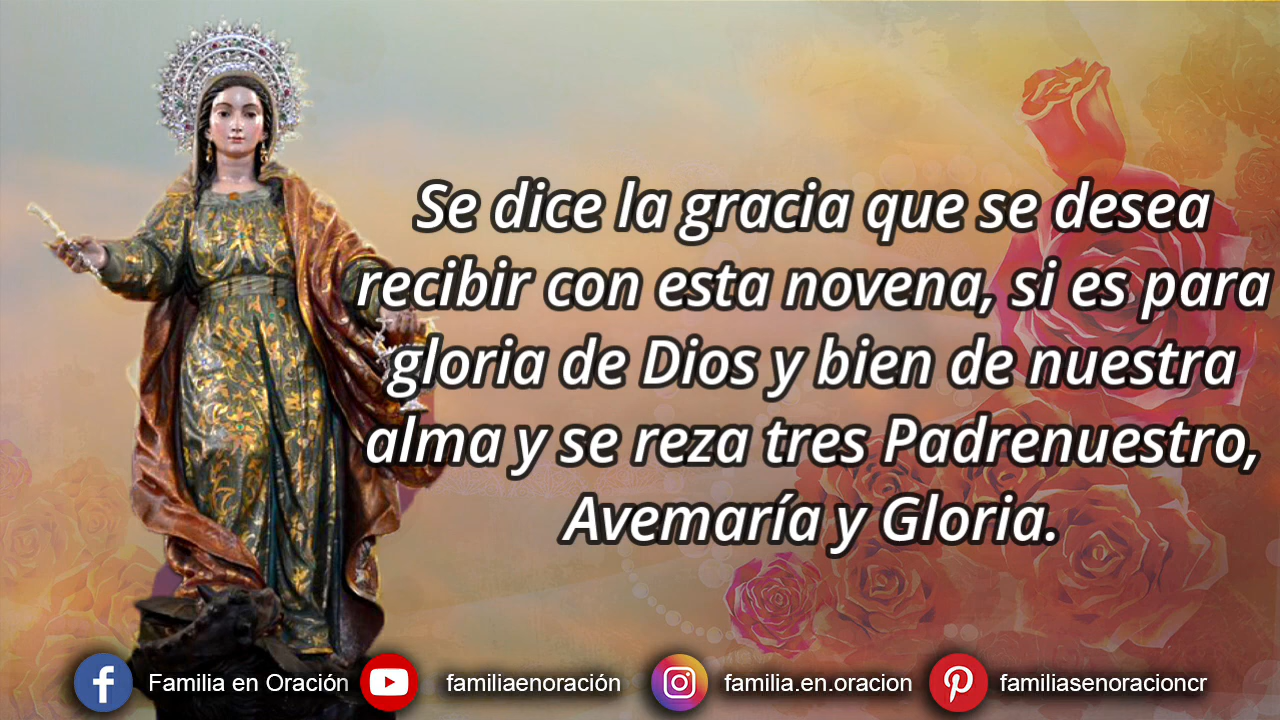 Se dice la gracia que se desea
recibir con esta novena, si es para
gloria de Dios y bien de nuestra
alma y se reza tres Padrenuestro,
Avemaría y Gloria.
Familia en Oración
familiaenoración
familia.en.oracion
familiasenoracioncr